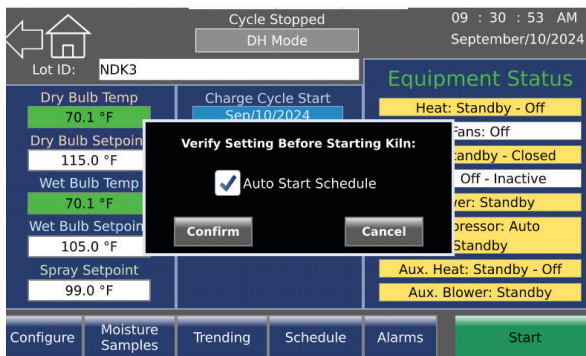 Cycle Stopped
09 : 30 : 53 AM
DH Mode
September/10/2024
Lot ID: NDK3
Equipment Status
Dry Bulb Temp
70.1 °F
Dry Bulb Setpoin
115.0 °F
Wet Bulb Temp
70.1 °F
Wet Bulb Setpoin
105.0 °F
Spray Setpoint
99.0 °F
Charge Cycle Start
Sep/10/2024
Verify Setting Before Starting Kiln:
Auto Start Schedule
Confirm Cancel
Heat: Standby - Off
Fans: Off
tandby - Closed
Off - Inactive
er: Standby
pressor: Auto
Standby
Aux. Heat: Standby - Off
Aux. Blower: Standby
Configure
Moisture
Samples
Trending
Schedule
Alarms
Start